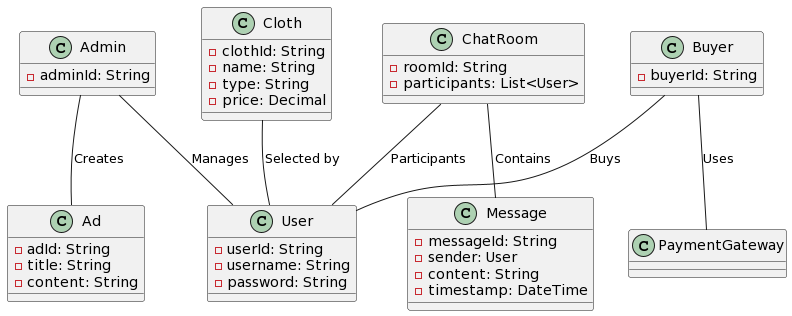 C Admin
adminId: String
C Cloth
clothId: String
name: String
type: String
price: Decimal
C ChatRoom
roomId: String
participants: List<User>
C Buyer
buyerId: String
Creates
Manages
Selected by
Participants
Contains
Buys
Uses
C Ad
adId: String
title: String
content: String
C User
userId: String
username: String
password: String
C Message
messageId: String
sender: User
content: String
timestamp: DateTime
C PaymentGateway